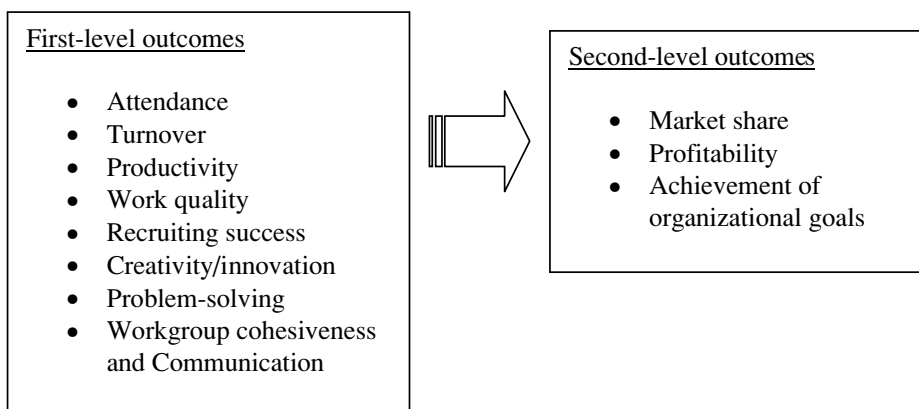 First-level outcomes
• Attendance
• Turnover
• Productivity
• Work quality
• Recruiting success
• Creativity/innovation
• Problem-solving
• Workgroup cohesiveness
and Communication
Second-level outcomes
• Market share
• Profitability
• Achievement of
organizational goals